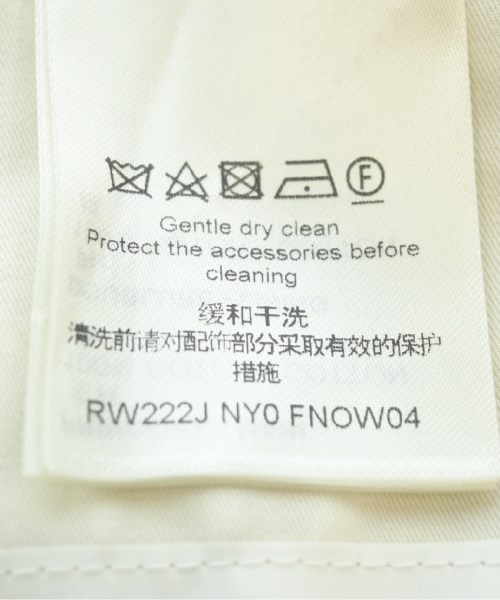 F
Gentle dry clean
Protect the accessories before
cleaning
缓和干洗
清洗前请对配饰部分采取有效的保护
措施
RW222J NY0 FNOW04